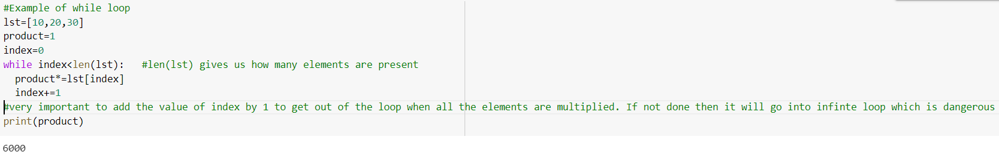 #Example of while loop
lst=[10,20,30]
product=1
index=0
while index<len(lst):   #len(lst) gives us how many elements are present
  product*=lst[index]
  index+=1
#very important to add the value of index by 1 to get out of the loop when all the elements are multiplied. If not done then it will go into infinte loop which is dangerous
print(product)
6000